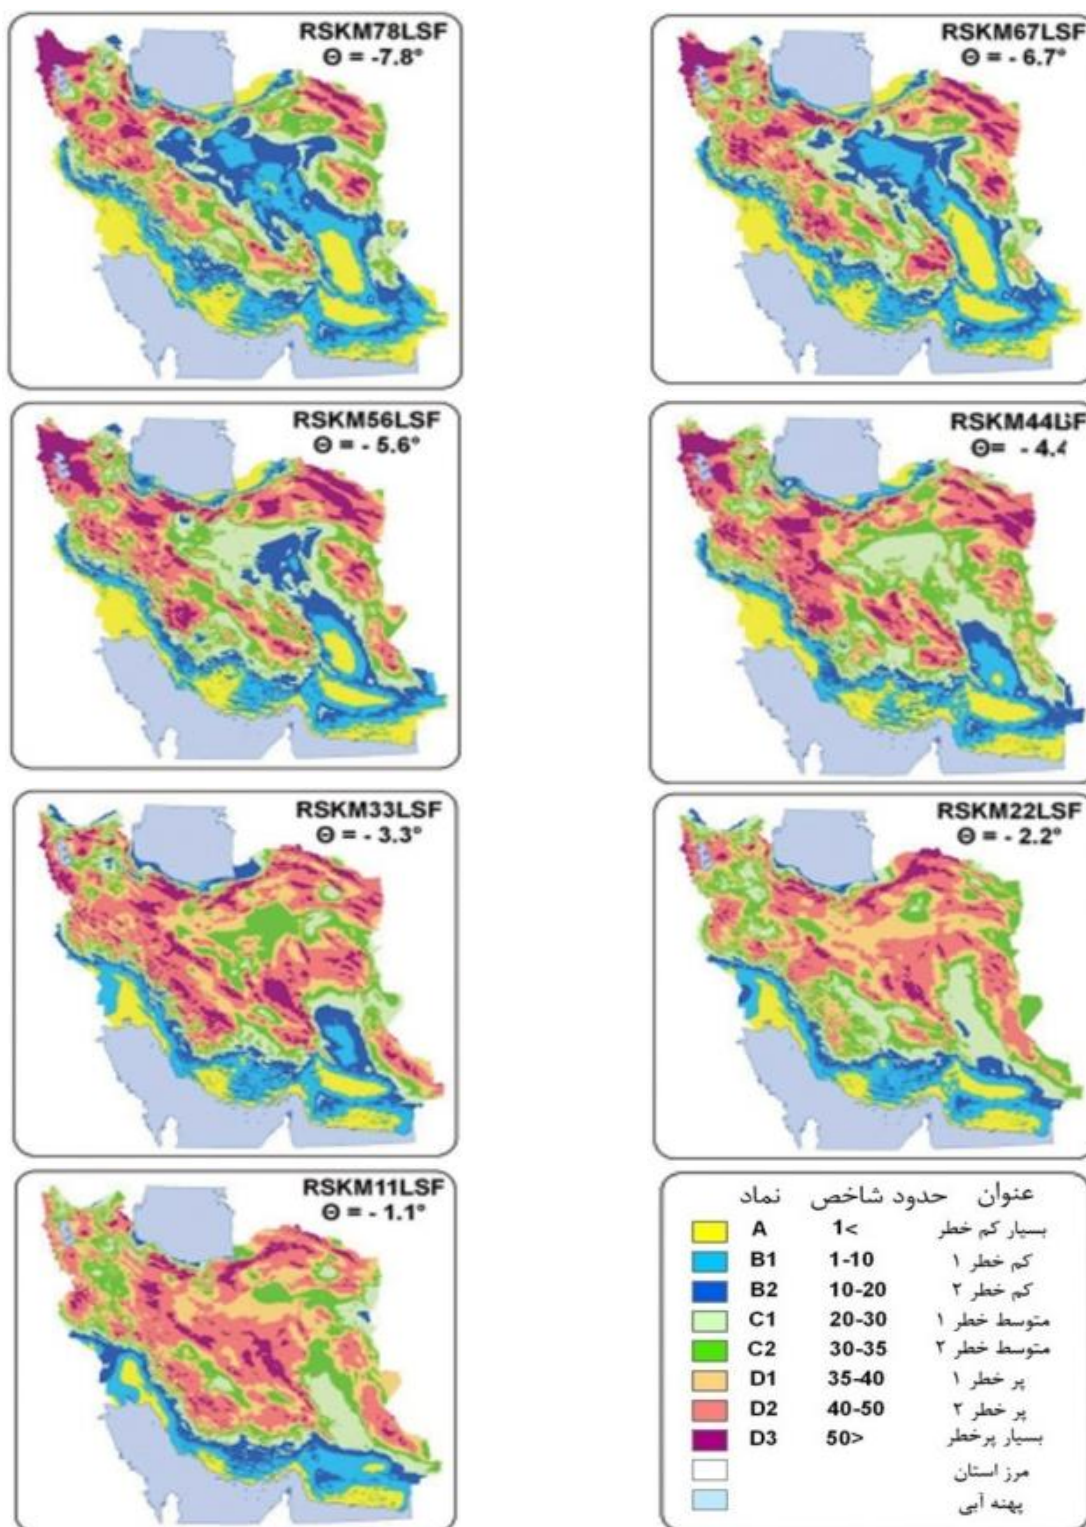 RSKM78LSF
Θ = -7.8°
RSKM67LSF
Θ = - 6.7°
RSKM56LSF
Θ = - 5.6°
RSKM44LSF
Θ= - 4.4
RSKM33LSF
Θ = - 3.3°
RSKM22LSF
Θ = - 2.2°
RSKM11LSF
Θ = - 1.1°
عنوان حدود شاخص نماد
بسیار کم خطر 1< A
کم خطر ۱ 1-10 B1
کم خطر ۲ 10-20 B2
متوسط خطر ۱ 20-30 C1
متوسط خطر ۲ 30-35 C2
پر خطر ۱ 35-40 D1
پر خطر ۲ 40-50 D2
بسیار پرخطر 50> D3
مرز استان
پهنه آبی